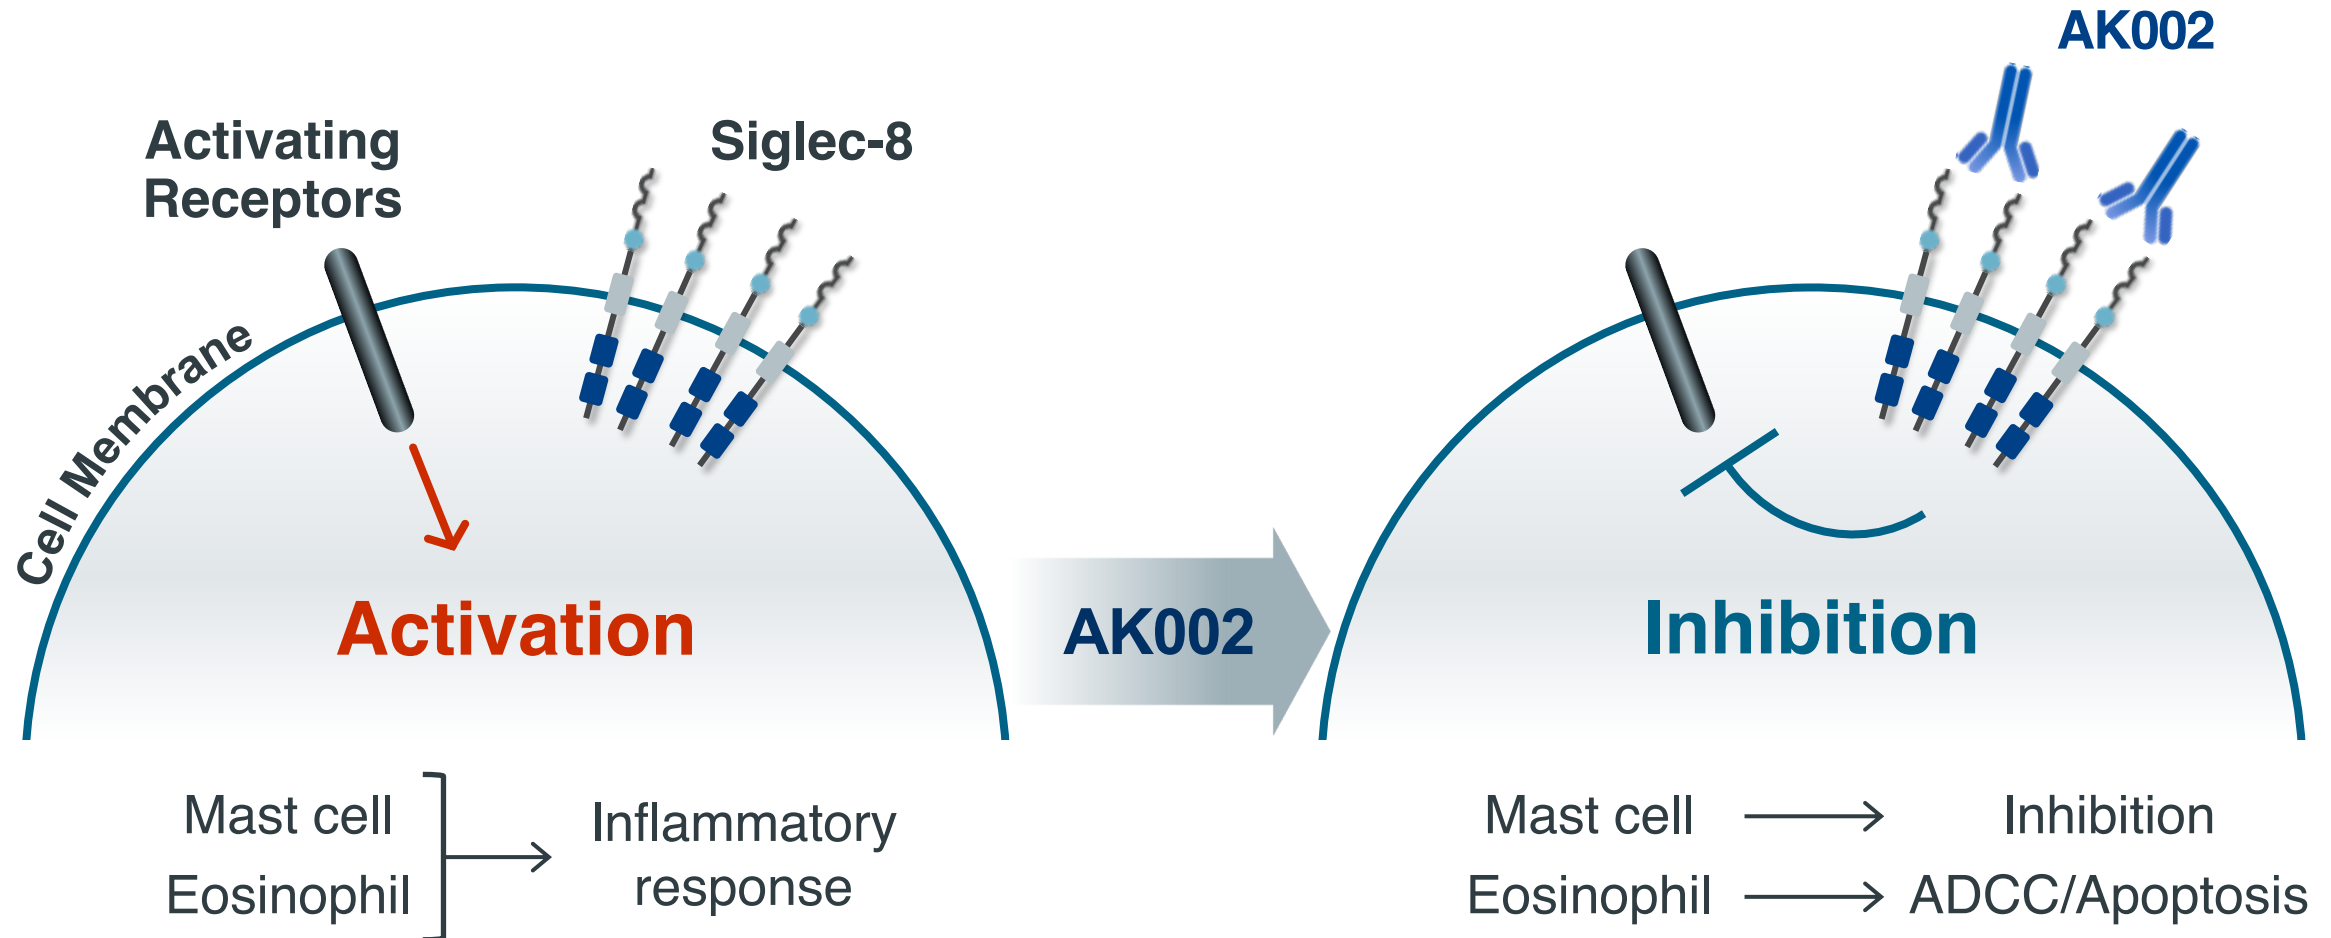 AK002
Activating
Receptors
Siglec-8
Cell Membrane
Activation
AK002
Inhibition
Mast cell
Eosinophil
Inflammatory
response
Mast cell
Inhibition
Eosinophil
ADCC/Apoptosis